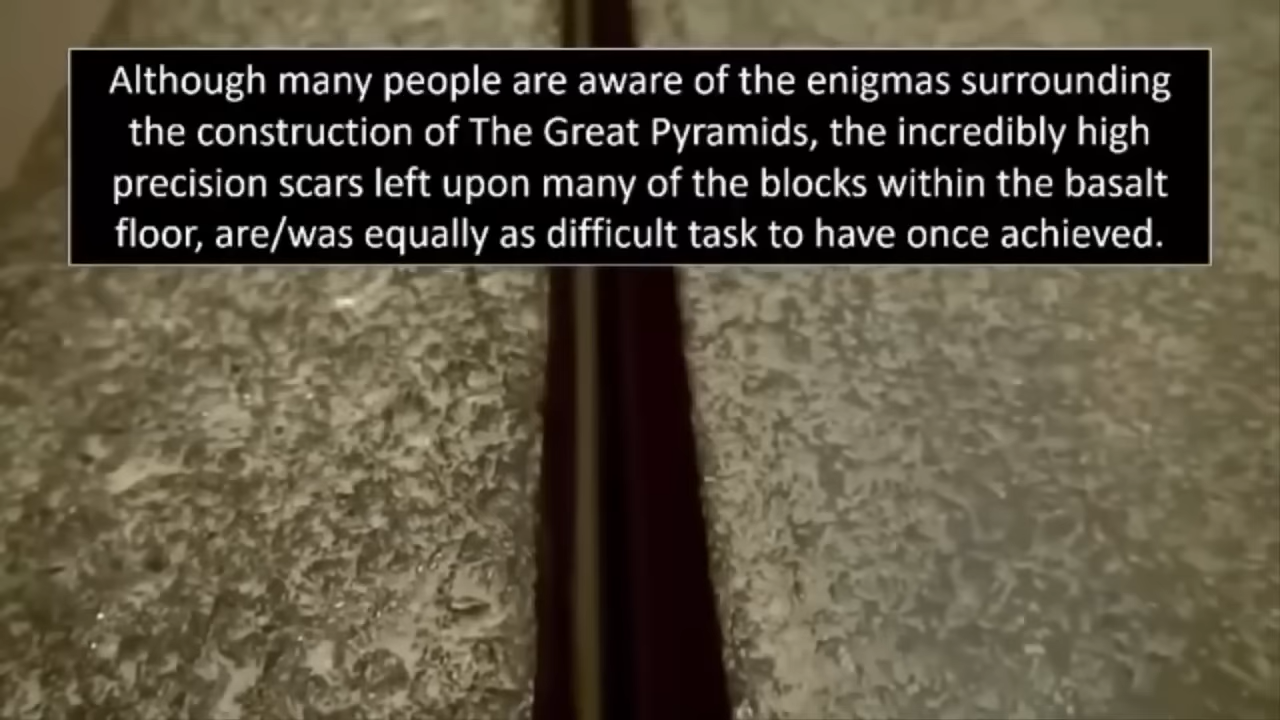 Although many people are aware of the enigmas surrounding
the construction of The Great Pyramids, the incredibly high
precision scars left upon many of the blocks within the basalt
floor, are/was equally as difficult task to have once achieved.